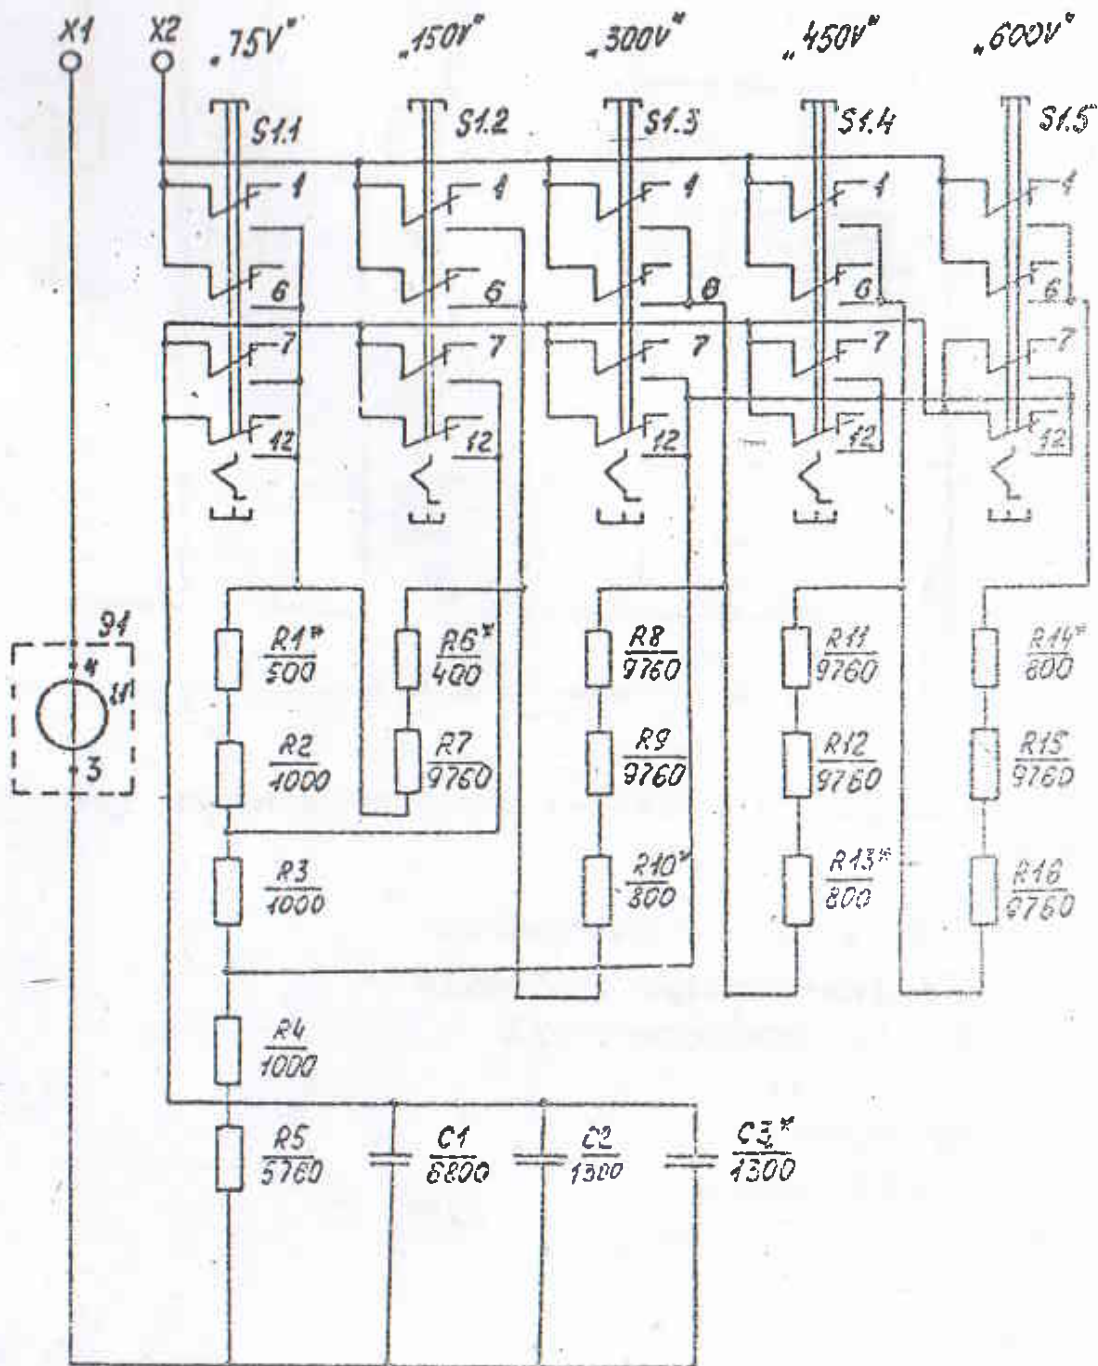 X1 X2 „75V" „150V" „300V" „450V" „600V"
S1.1 S1.2 S1.3 S1.4 S1.5
1 1 1 1 1
6 6 6 6 6
7 7 7 7
12 12 12 12 12
Э1
4
3
R1*
500
R6*
400
R8
9760
R11
9760
R14*
800
R2
1000
R7
9760
R9
9760
R12
9760
R15
9760
R3
1000
R10*
800
R13*
800
R16
9760
R4
1000
R5
5760
C1
6800
C2
1300
C3*
1300